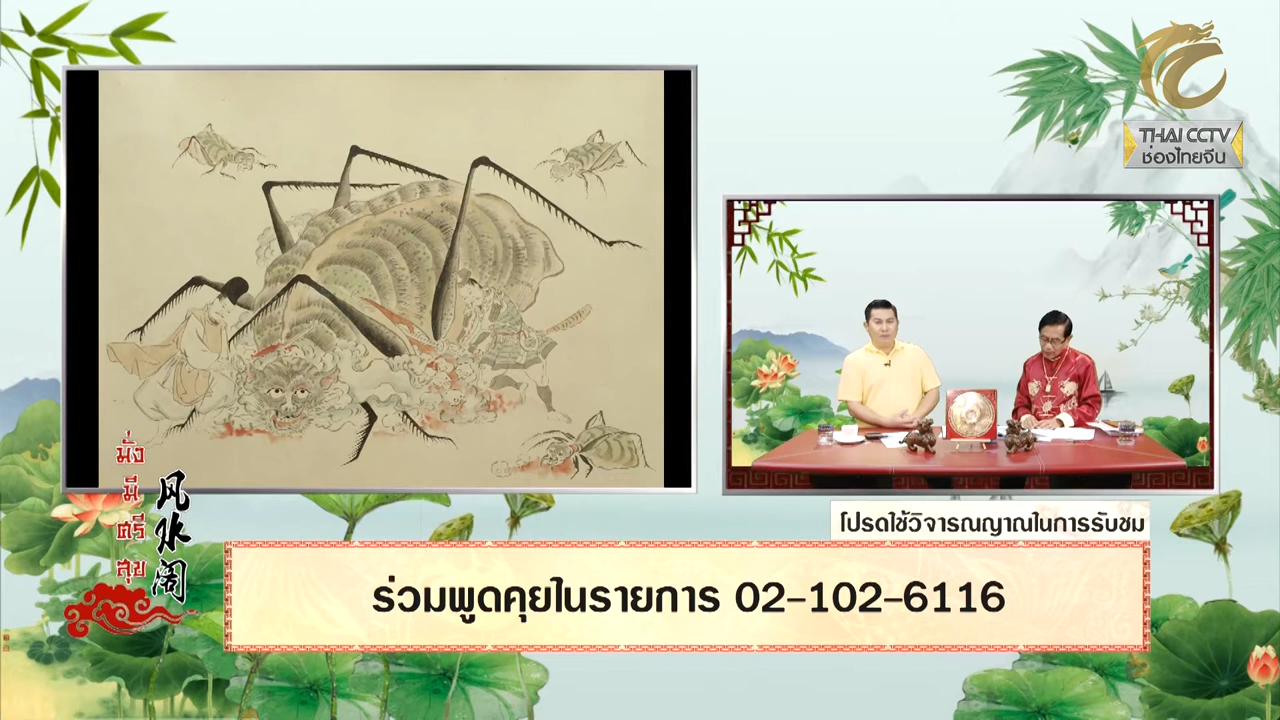 THAI CCTV
ช่องไทยจีน
มั่ง
มี
ตรี
สุข
风水阁
โปรดใช้วิจารณญาณในการรับชม
ร่วมพูดคุยในรายการ 02-102-6116